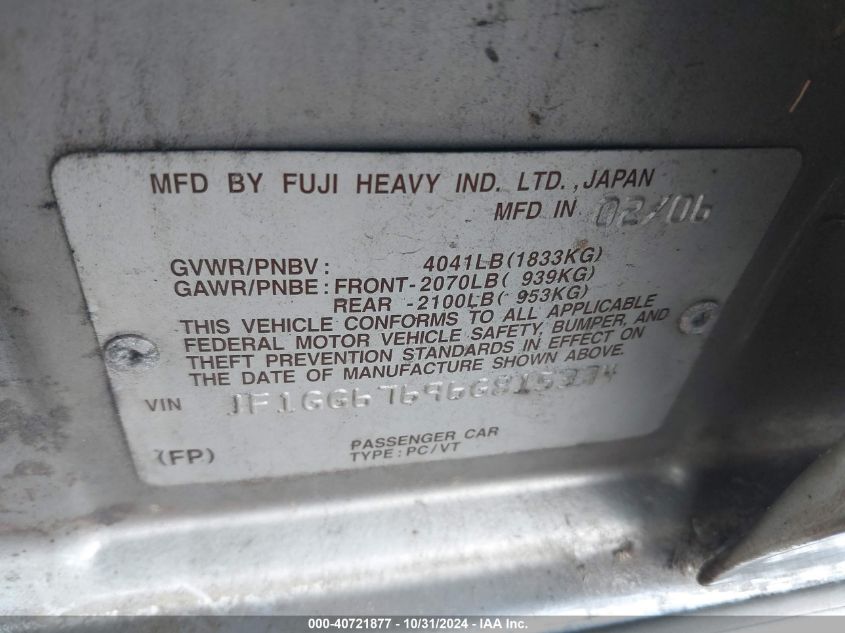 MFD BY FUJI HEAVY IND. LTD., JAPAN
MFD IN 02/06
GVWR/PNBV: 4041LB(1833KG)
GAWR/PNBE: FRONT-2070LB( 939KG)
REAR -2100LB( 953KG)
THIS VEHICLE CONFORMS TO ALL APPLICABLE
FEDERAL MOTOR VEHICLE SAFETY, BUMPER, AND
THEFT PREVENTION STANDARDS IN EFFECT ON
THE DATE OF MANUFACTURE SHOWN ABOVE.
VIN JF1GG67696G815274
(FP) PASSENGER CAR
TYPE: PC/VT
000-40721877 - 10/31/2024 - IAA Inc.